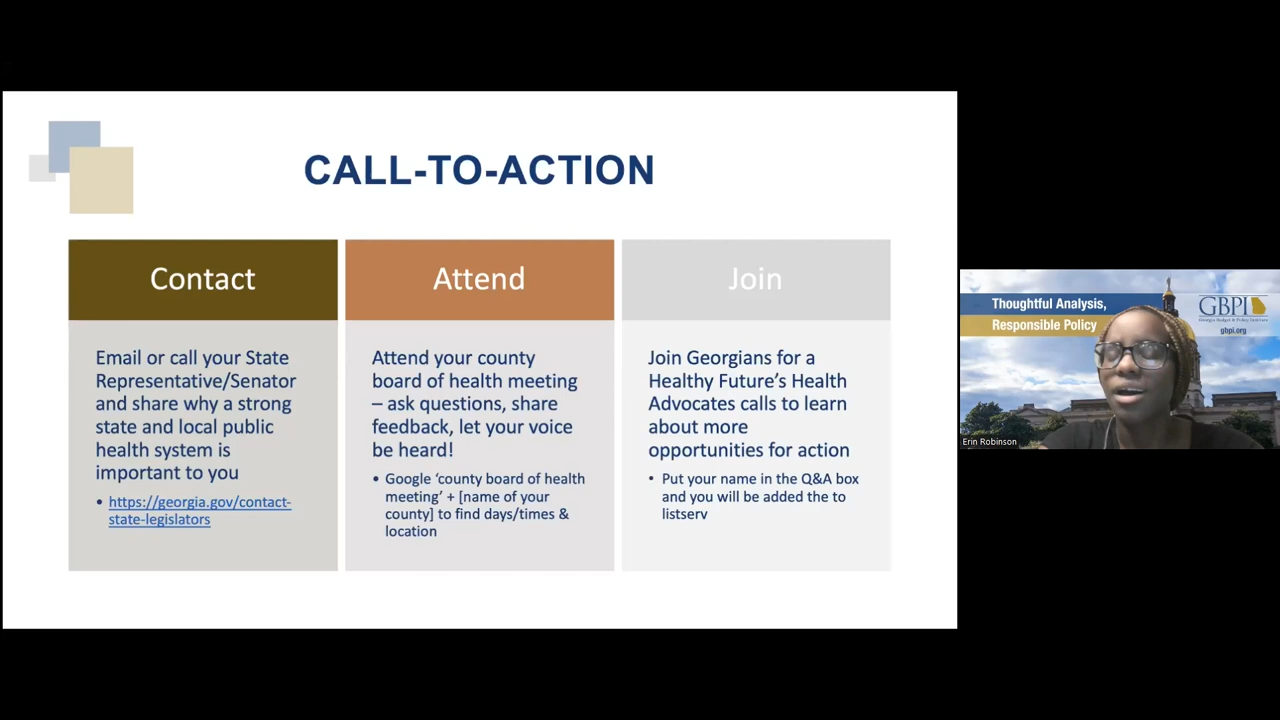 CALL-TO-ACTION
Contact
Email or call your State
Representative/Senator
and share why a strong
state and local public
health system is
important to you
• https://georgia.gov/contact-
state-legislators
Attend
Attend your county
board of health meeting
– ask questions, share
feedback, let your voice
be heard!
• Google ‘county board of health
meeting’ + [name of your
county] to find days/times &
location
Join
Join Georgians for a
Healthy Future’s Health
Advocates calls to learn
about more
opportunities for action
• Put your name in the Q&A box
and you will be added the to
listserv
Thoughtful Analysis,
Responsible Policy
GBPI
Georgia Budget & Policy Institute
gbpi.org
Erin Robinson